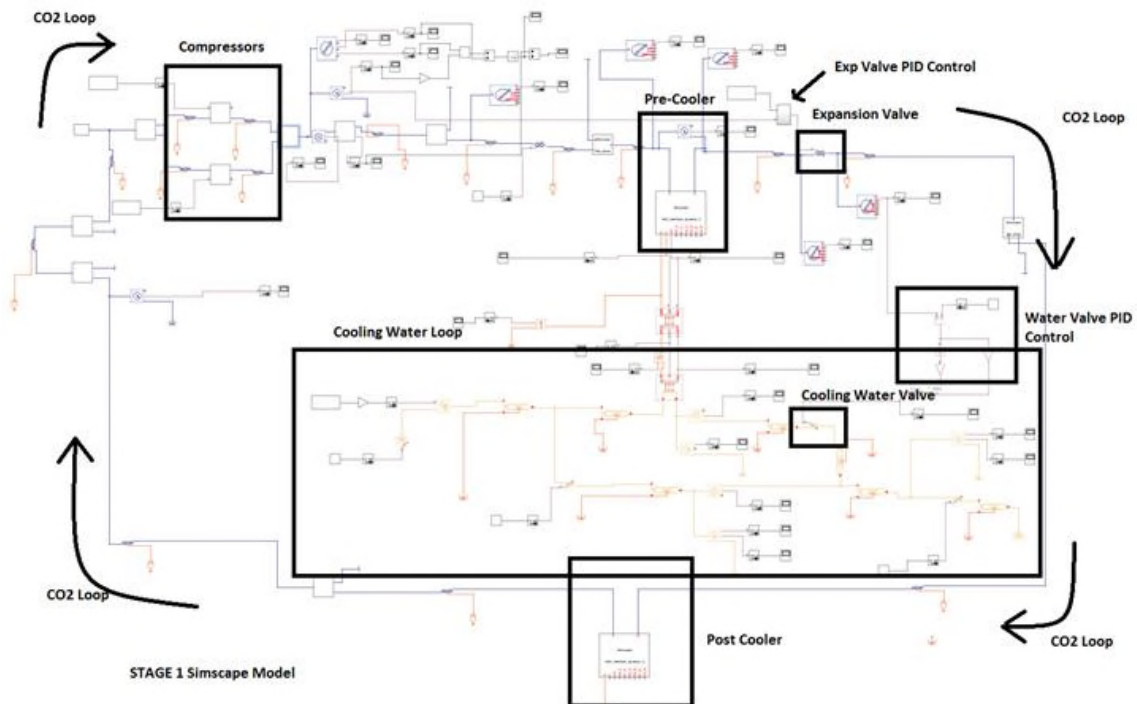 CO2 Loop
Compressors
Exp Valve PID Control
Pre-Cooler
Expansion Valve
CO2 Loop
Water Valve PID
Control
Cooling Water Loop
Cooling Water Valve
CO2 Loop
Post Cooler
CO2 Loop
STAGE 1 Simscape Model